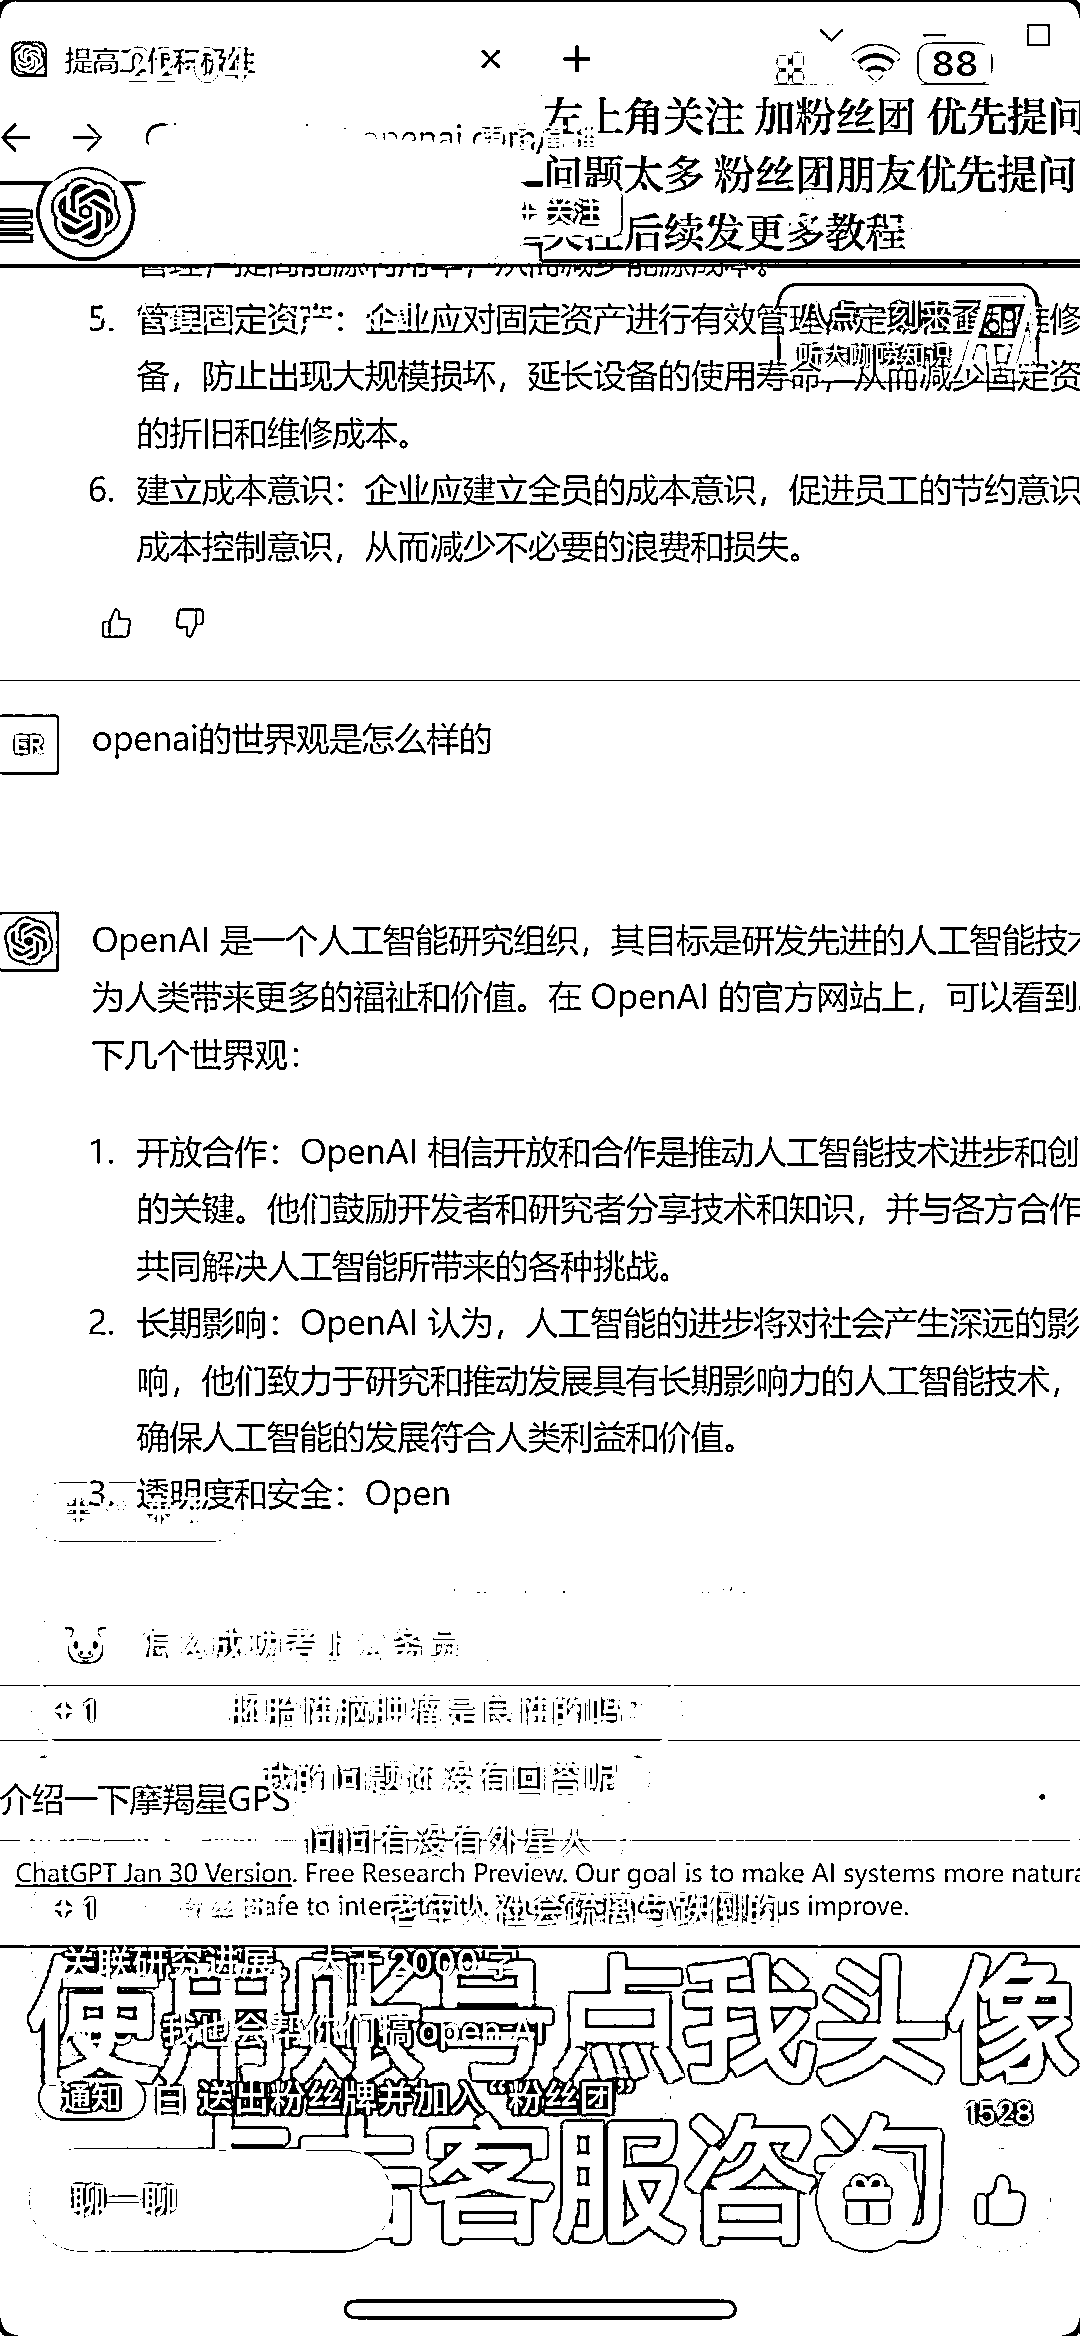 提高工作积极性
22:04
88
左上角关注 加粉丝团 优先提问
openai.com/
问题太多 粉丝团朋友优先提问
+ 关注
关注后续发更多教程
5. 管理固定资产：企业应对固定资产进行有效管理，定
备，防止出现大规模损坏，延长设备的使用寿命，从而减少固定资
的折旧和维修成本。
6. 建立成本意识：企业应建立全员的成本意识，促进员工的节约意识
成本控制意识，从而减少不必要的浪费和损失。
ER openai的世界观是怎么样的
OpenAI 是一个人工智能研究组织，其目标是研发先进的人工智能技术
为人类带来更多的福祉和价值。在 OpenAI 的官方网站上，可以看到
下几个世界观：
1. 开放合作：OpenAI 相信开放和合作是推动人工智能技术进步和创
的关键。他们鼓励开发者和研究者分享技术和知识，并与各方合作
共同解决人工智能所带来的各种挑战。
2. 长期影响：OpenAI 认为，人工智能的进步将对社会产生深远的影
响，他们致力于研究和推动发展具有长期影响力的人工智能技术，
确保人工智能的发展符合人类利益和价值。
3. 透明度和安全：Open
怎么成功考上公务员
+1 胚胎性脑肿瘤是良性的吗
我的问题还没有回答呢
介绍一下摩羯星GPS
问问有没有外星人
ChatGPT Jan 30 Version. Free Research Preview. Our goal is to make AI systems more natura
+1
safe to interact with. us improve.
关联研究进展，大于2000字
使用账号点我头像
我也会帮你们搞open AI
通知 白 送出粉丝牌并加入“粉丝团”
1528
点击客服咨询
聊一聊